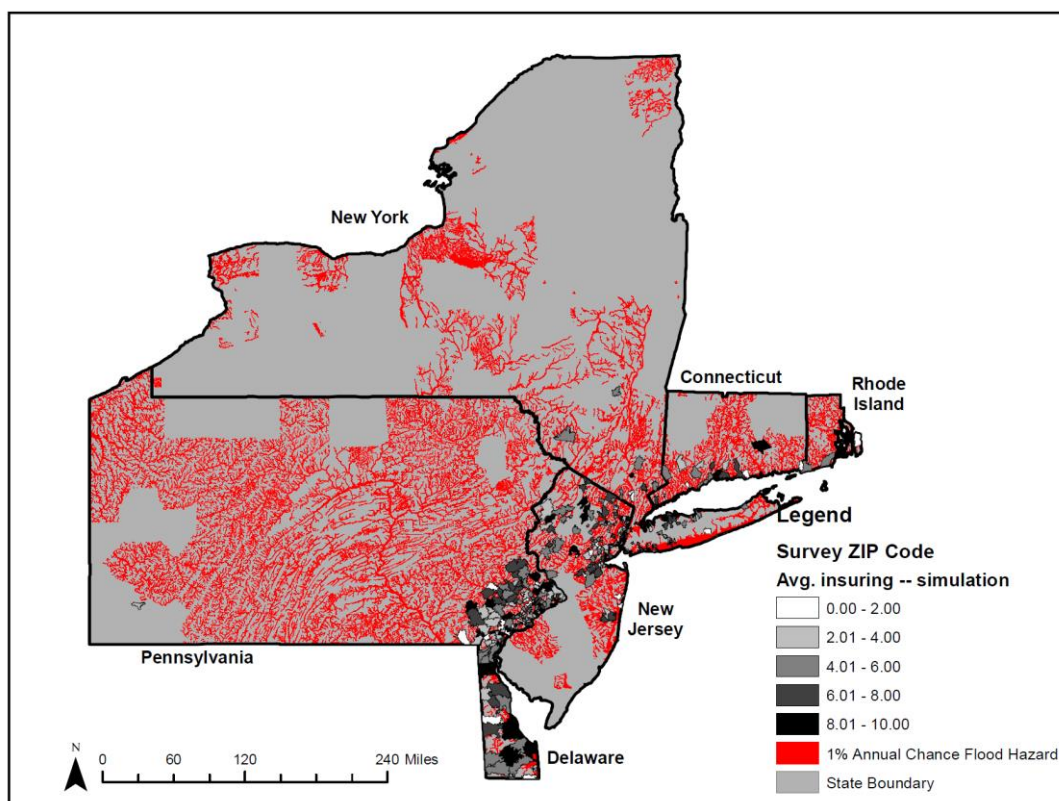 New York
Connecticut
Rhode
Island
Legend
Survey ZIP Code
Avg. insuring -- simulation
0.00 - 2.00
2.01 - 4.00
4.01 - 6.00
6.01 - 8.00
8.01 - 10.00
1% Annual Chance Flood Hazard
State Boundary
New
Jersey
Pennsylvania
Delaware
N
0 60 120 240 Miles